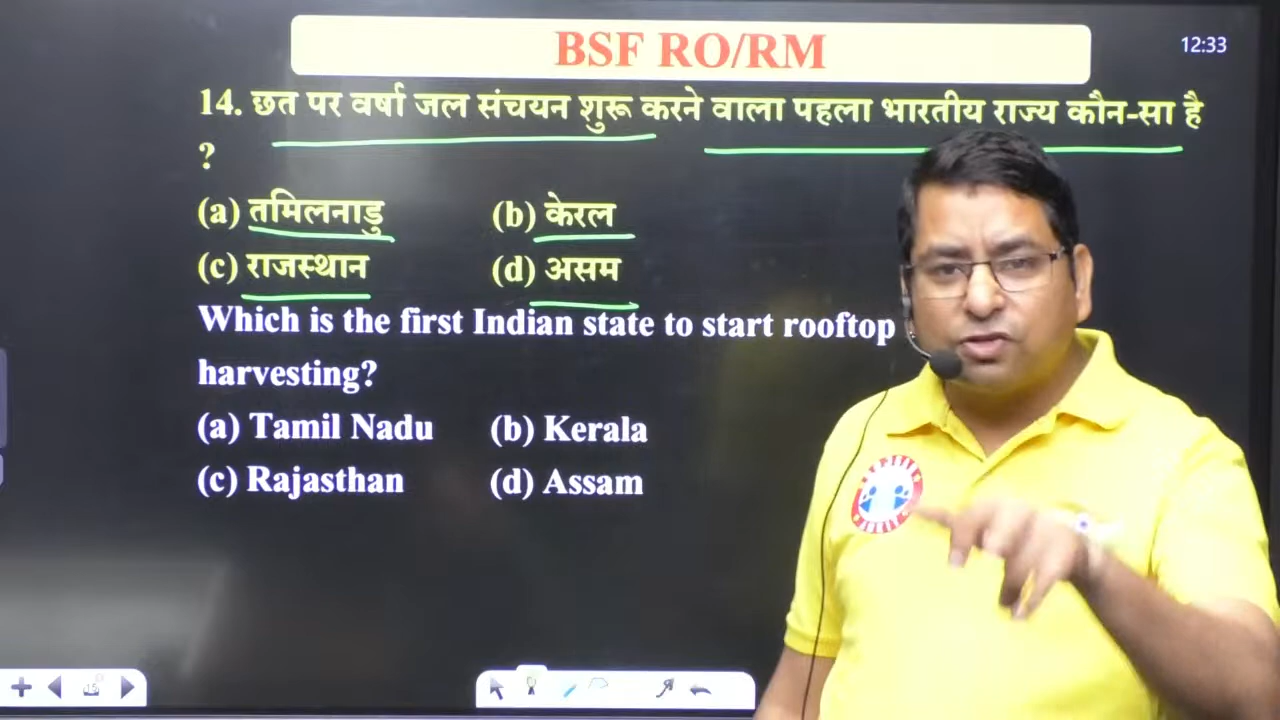 BSF RO/RM
12:33
14. छत पर वर्षा जल संचयन शुरू करने वाला पहला भारतीय राज्य कौन-सा है
?
(a) तमिलनाडु (b) केरल
(c) राजस्थान (d) असम
Which is the first Indian state to start rooftop
harvesting?
(a) Tamil Nadu (b) Kerala
(c) Rajasthan (d) Assam
15